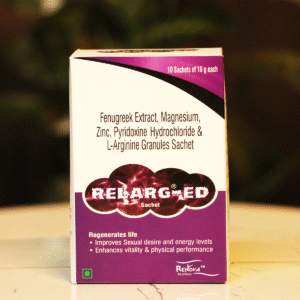 10 Sachets of 10 g each
Fenugreek Extract, Magnesium,
Zinc, Pyridoxine Hydrochloride &
L-Arginine Granules Sachet
RELARG-ED®
Sachet
Regenerates life
• Improves Sexual desire and energy levels
• Enhances vitality & physical performance
RENOVA™